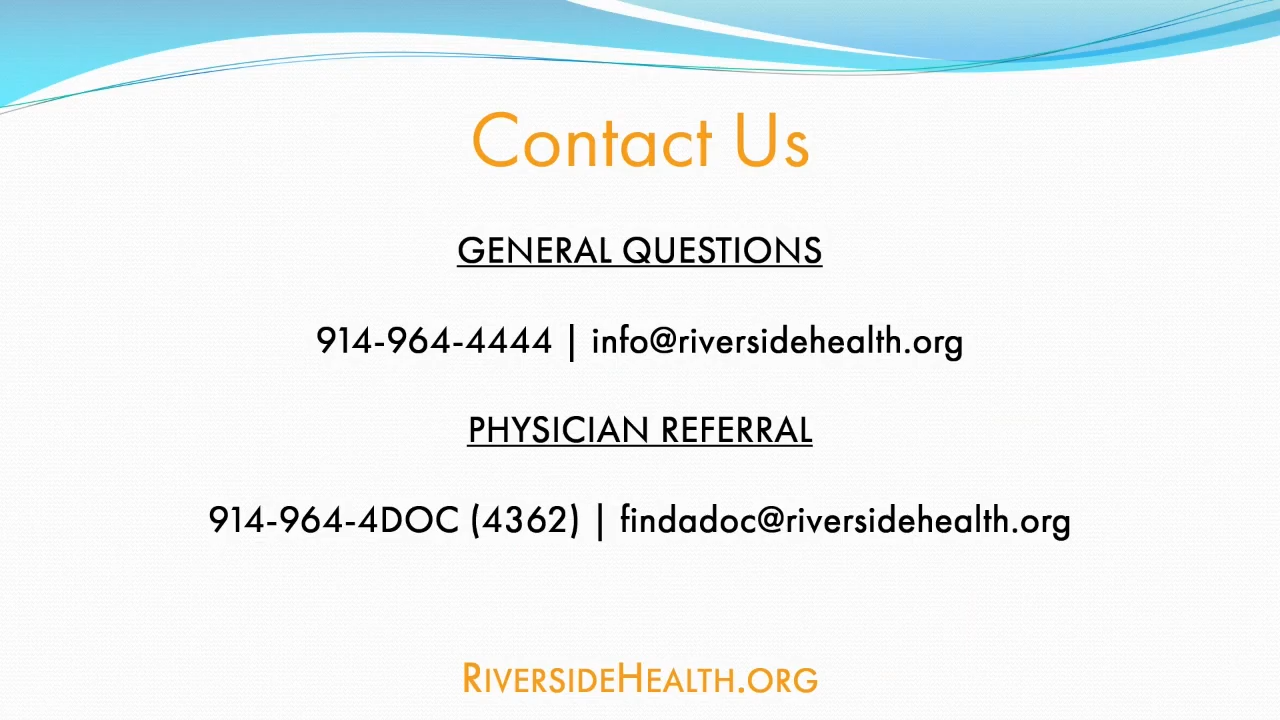 Contact Us
GENERAL QUESTIONS
914-964-4444 | info@riversidehealth.org
PHYSICIAN REFERRAL
914-964-4DOC (4362) | findadoc@riversidehealth.org
RiversideHealth.org